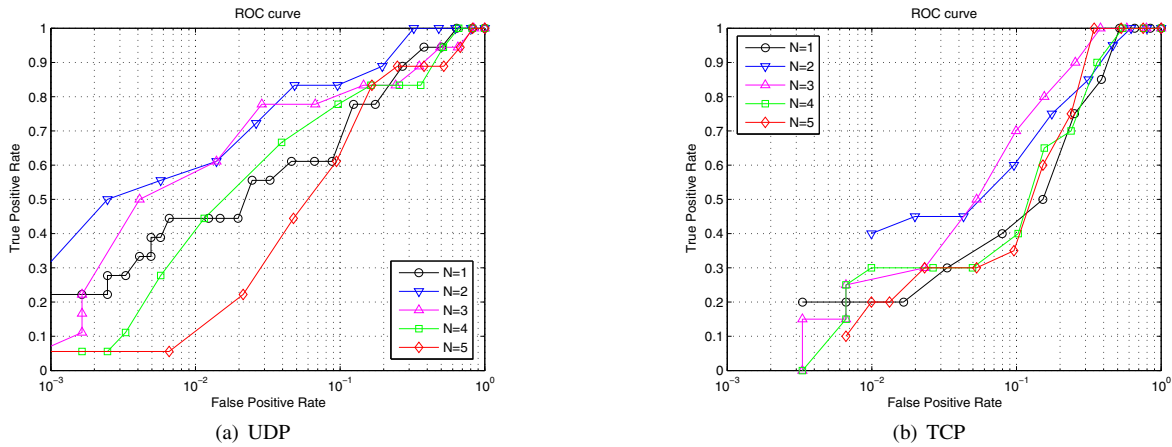 ROC curve
1
0.9
0.8
0.7
0.6
0.5
0.4
0.3
0.2
0.1
0
True Positive Rate
N=1
N=2
N=3
N=4
N=5
10⁻³
10⁻²
10⁻¹
10⁰
False Positive Rate
(a) UDP
ROC curve
1
0.9
0.8
0.7
0.6
0.5
0.4
0.3
0.2
0.1
0
True Positive Rate
N=1
N=2
N=3
N=4
N=5
10⁻³
10⁻²
10⁻¹
10⁰
False Positive Rate
(b) TCP